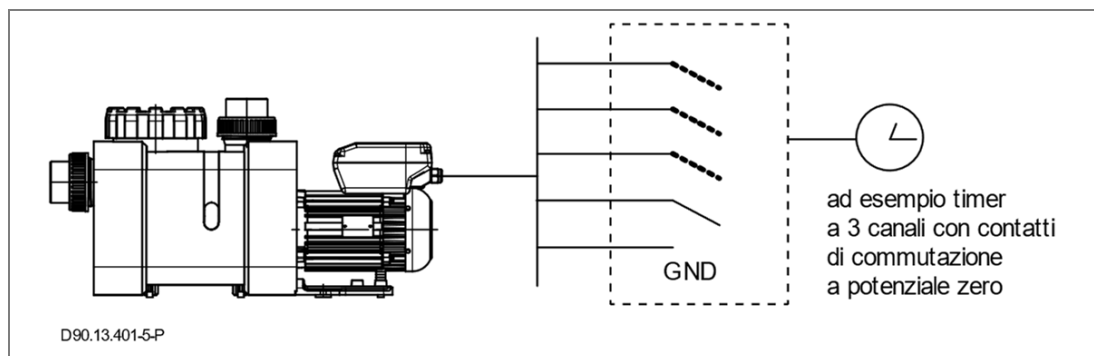 GND
ad esempio timer
a 3 canali con contatti
di commutazione
a potenziale zero
D90.13.401-5-P